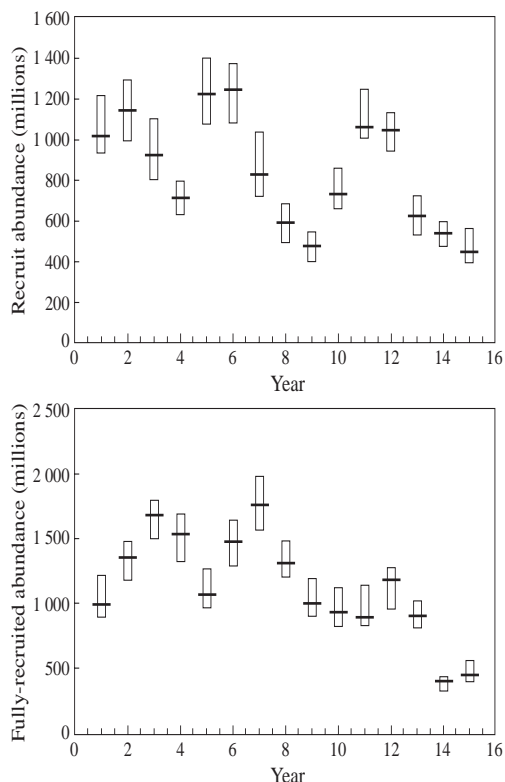 Recruit abundance (millions)
1 600
1 400
1 200
1 000
800
600
400
200
0
0 2 4 6 8 10 12 14 16
Year
Fully-recruited abundance (millions)
2 500
2 000
1 500
1 000
500
0
0 2 4 6 8 10 12 14 16
Year